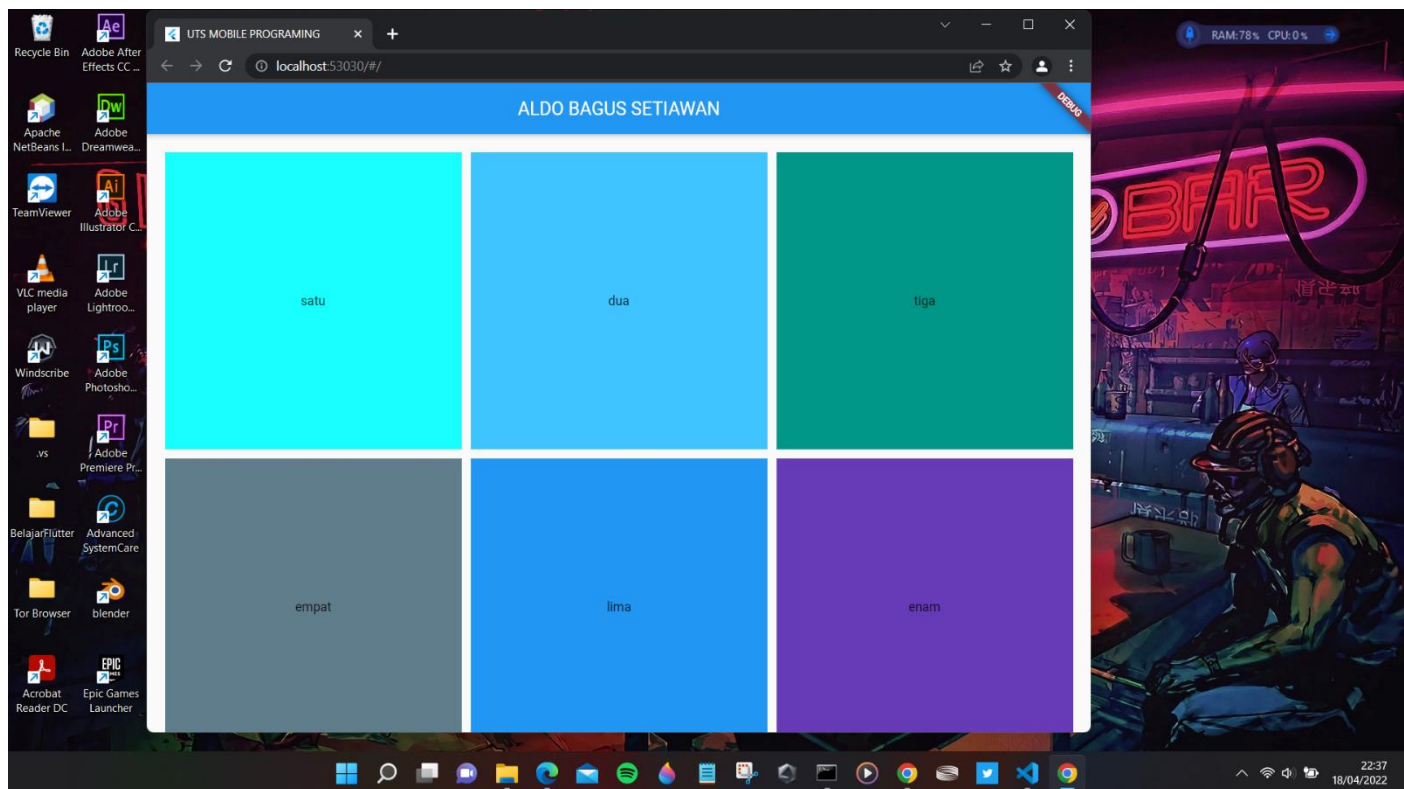 Recycle Bin
Adobe After
Effects CC ...
Apache
NetBeans I...
Adobe
Dreamwea...
TeamViewer
Adobe
Illustrator C...
VLC media
player
Adobe
Lightroo...
Windscribe
Adobe
Photosho...
.vs
Adobe
Premiere Pr...
BelajarFlutter
Advanced
SystemCare
Tor Browser
blender
Acrobat
Reader DC
Epic Games
Launcher
UTS MOBILE PROGRAMING
localhost:53030/#/
ALDO BAGUS SETIAWAN
DEBUG
satu
dua
tiga
empat
lima
enam
RAM:78% CPU:0%
BAR
22:37
18/04/2022